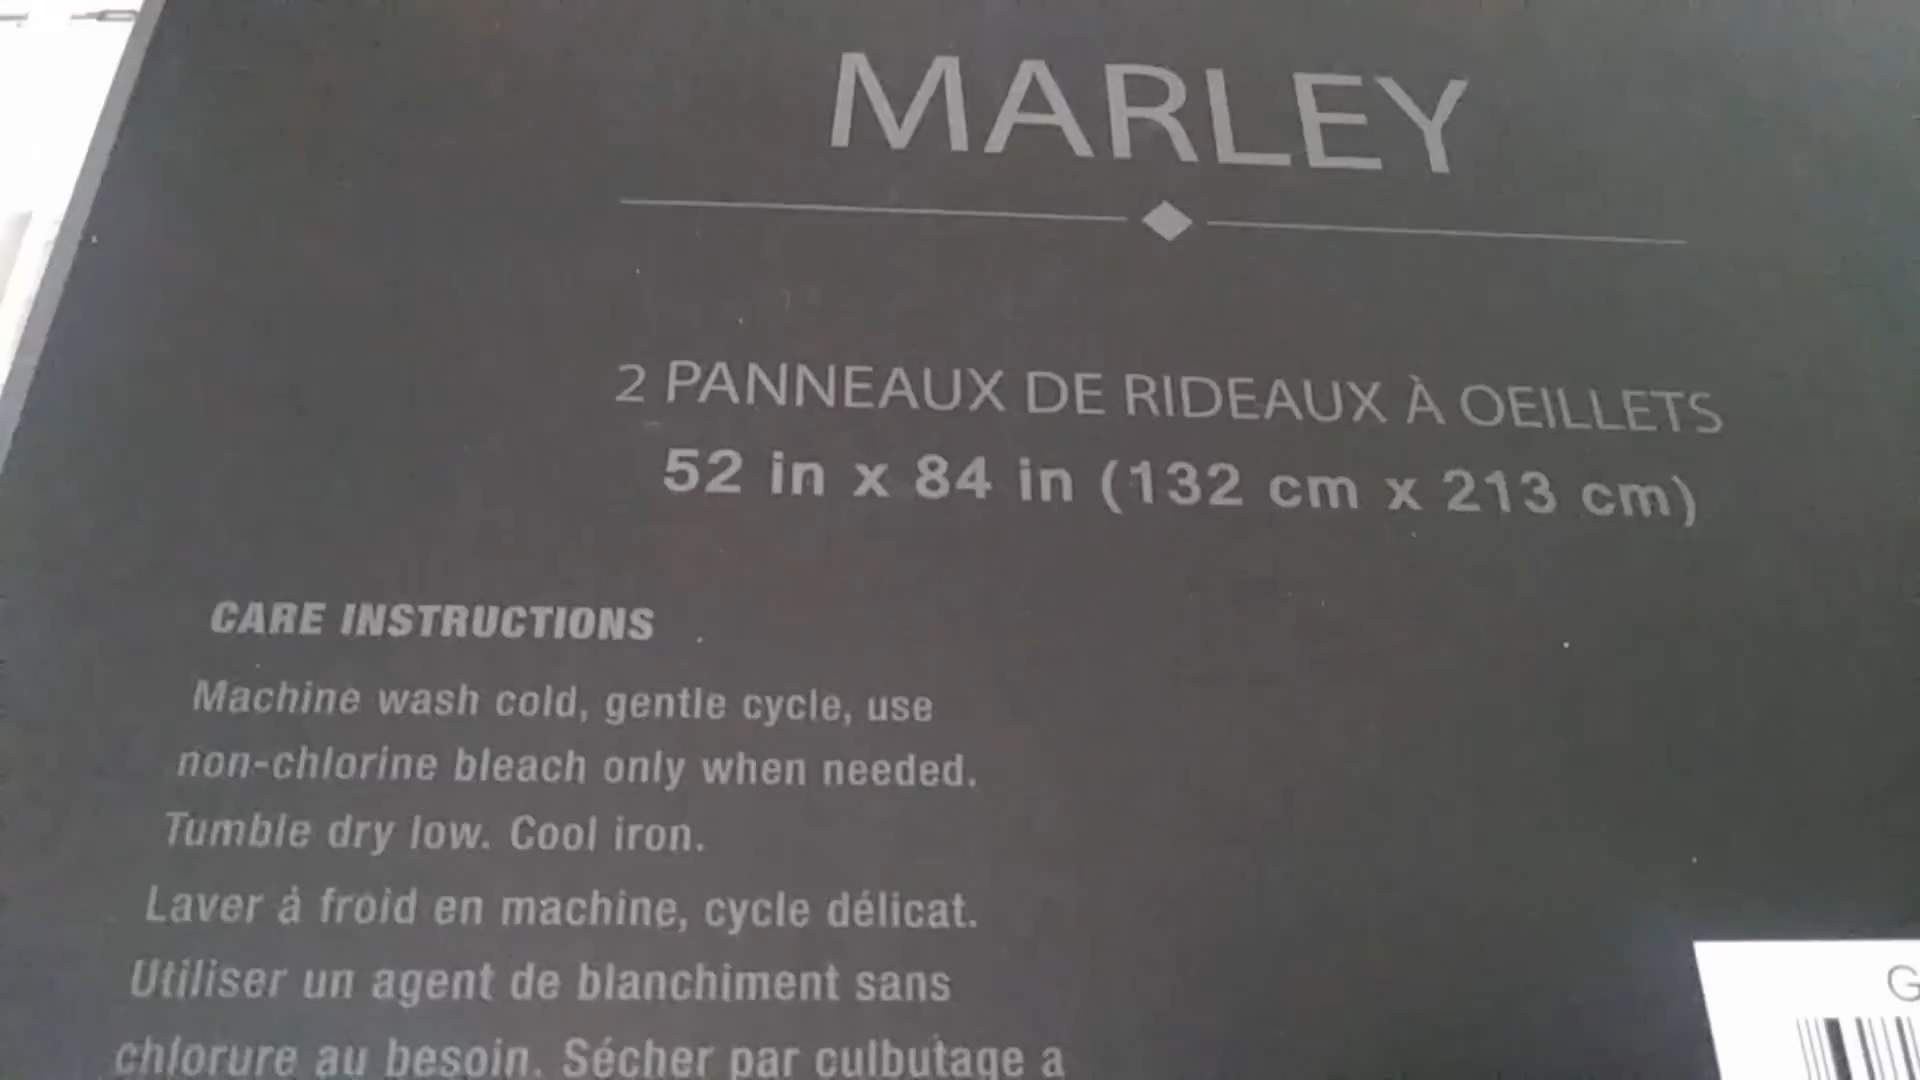 MARLEY
2 PANNEAUX DE RIDEAUX À OEILLETS
52 in x 84 in (132 cm x 213 cm)
CARE INSTRUCTIONS
Machine wash cold, gentle cycle, use
non-chlorine bleach only when needed.
Tumble dry low. Cool iron.
Laver à froid en machine, cycle délicat.
Utiliser un agent de blanchiment sans
chlorure au besoin. Sécher par culbutage a
G